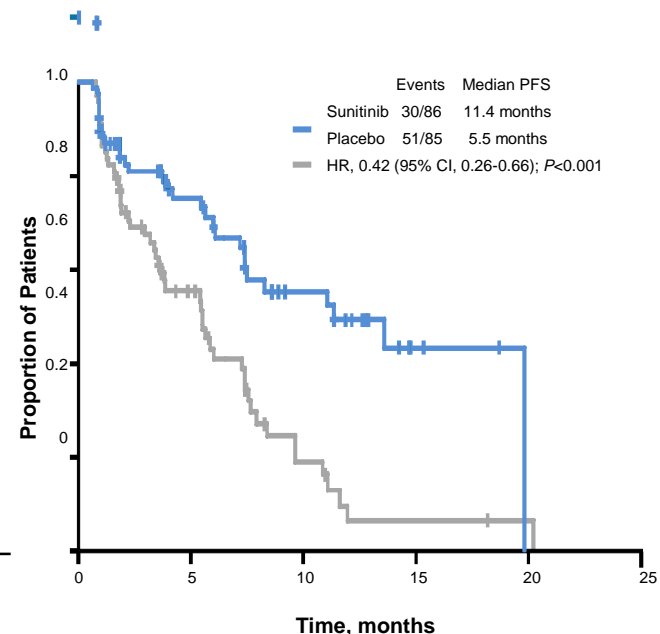 1.0
Events Median PFS
Sunitinib 30/86 11.4 months
0.8
Placebo 51/85 5.5 months
HR, 0.42 (95% CI, 0.26-0.66); P<0.001
0.6
0.4
0.2
0
Proportion of Patients
0 5 10 15 20 25
Time, months